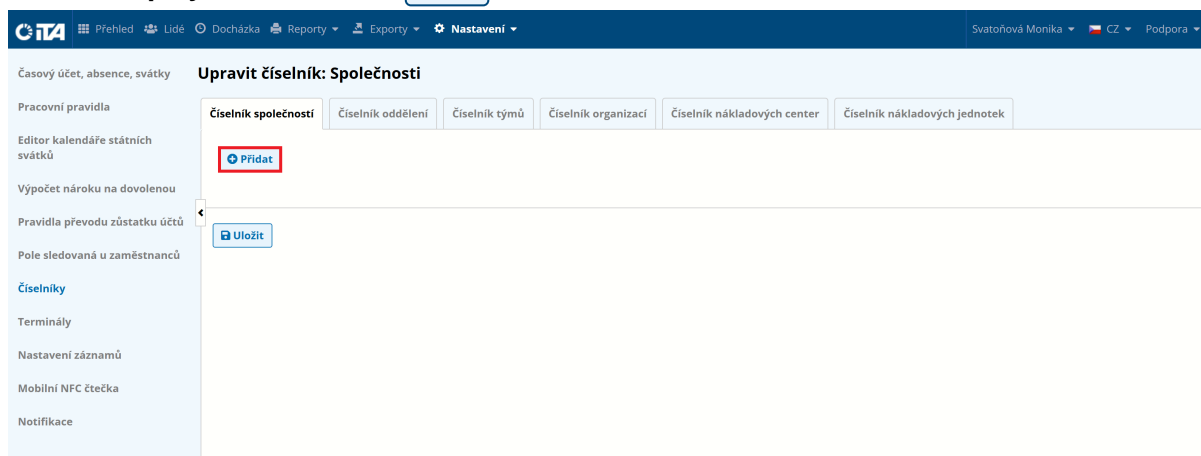 iTA Přehled Lidé Docházka Reporty Exporty Nastavení Svatoňová Monika CZ Podpora
Časový účet, absence, svátky
Pracovní pravidla
Editor kalendáře státních
svátků
Výpočet nároku na dovolenou
Pravidla převodu zůstatku účtů
Pole sledovaná u zaměstnanců
Číselníky
Terminály
Nastavení záznamů
Mobilní NFC čtečka
Notifikace
Upravit číselník: Společnosti
Číselník společností Číselník oddělení Číselník týmů Číselník organizací Číselník nákladových center Číselník nákladových jednotek
Přidat
Uložit